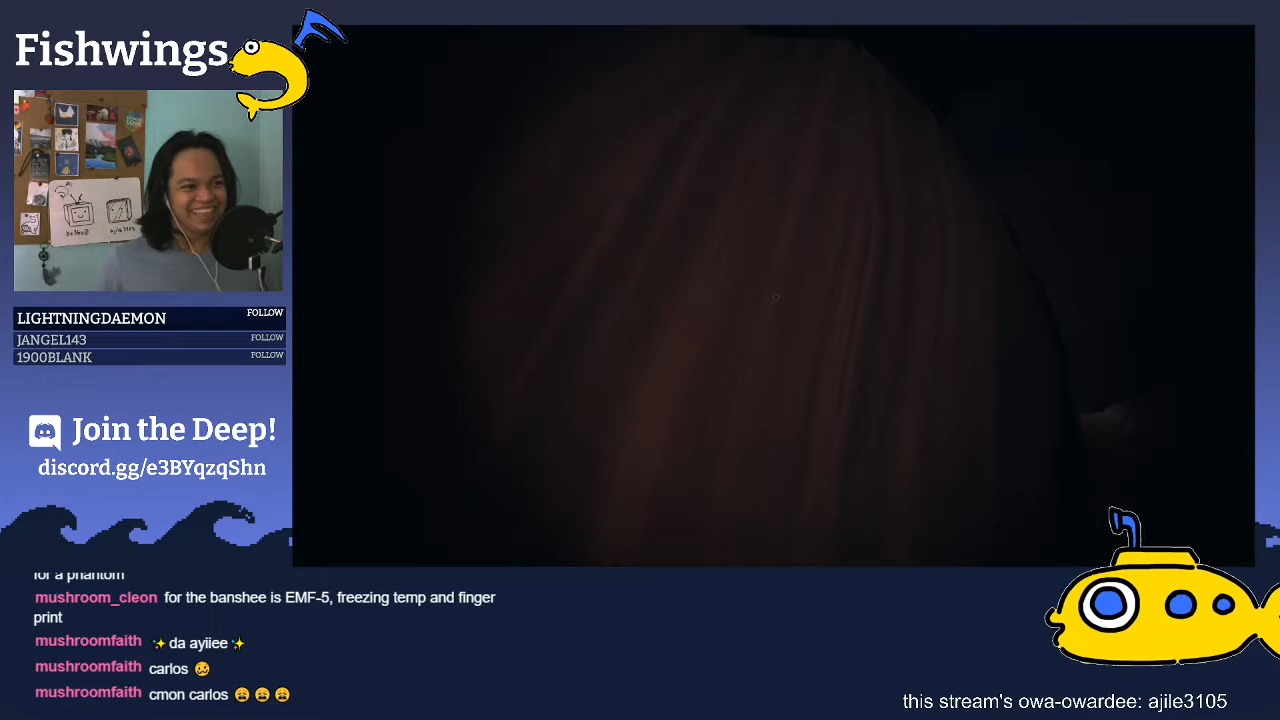 Fishwings
LIGHTNINGDAEMON FOLLOW
JANGEL143 FOLLOW
1900BLANK FOLLOW
Join the Deep!
discord.gg/e3BYqzqShn
for a phantom
mushroom_cleon for the banshee is EMF-5, freezing temp and finger
print
mushroomfaith ✨da ayiiee✨
mushroomfaith carlos 🥴
mushroomfaith cmon carlos 😩 😩 😩
this stream's owa-owardee: ajile3105